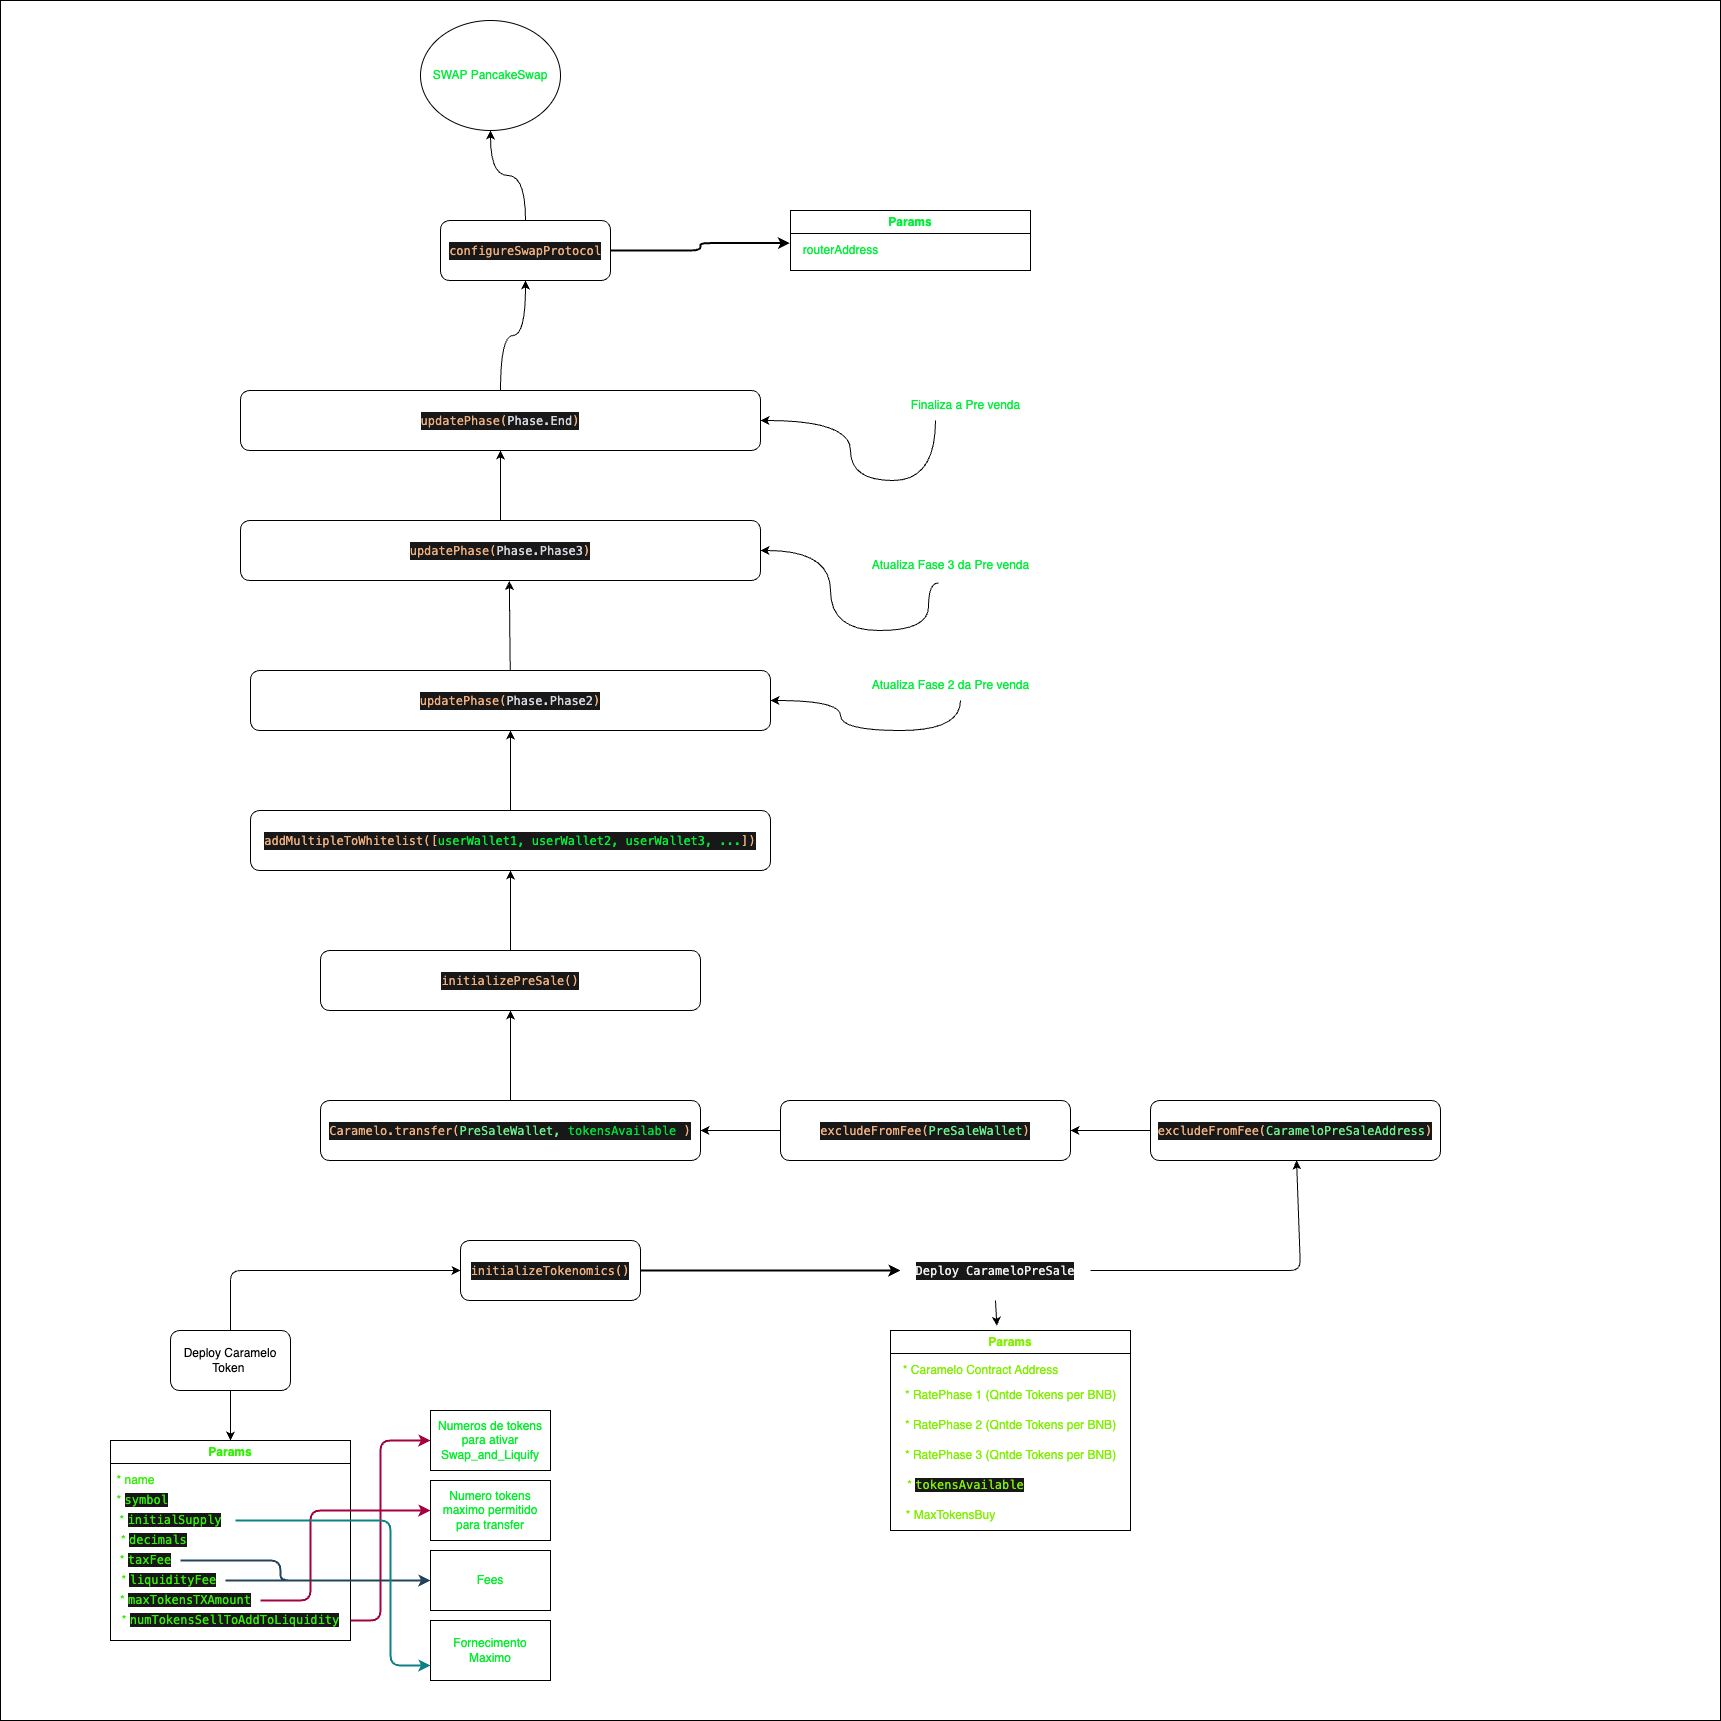 SWAP PancakeSwap
configureSwapProtocol
Params
routerAddress
updatePhase(Phase.End)
Finaliza a Pre venda
updatePhase(Phase.Phase3)
Atualiza Fase 3 da Pre venda
updatePhase(Phase.Phase2)
Atualiza Fase 2 da Pre venda
addMultipleToWhitelist([userWallet1, userWallet2, userWallet3, ...])
initializePreSale()
Caramelo.transfer(PreSaleWallet, tokensAvailable )
excludeFromFee(PreSaleWallet)
excludeFromFee(CarameloPreSaleAddress)
initializeTokenomics()
Deploy CarameloPreSale
Deploy Caramelo
Token
Params
* Caramelo Contract Address
* RatePhase 1 (Qntde Tokens per BNB)
* RatePhase 2 (Qntde Tokens per BNB)
* RatePhase 3 (Qntde Tokens per BNB)
* tokensAvailable
* MaxTokensBuy
Params
* name
* symbol
* initialSupply
* decimals
* taxFee
* liquidityFee
* maxTokensTXAmount
* numTokensSellToAddToLiquidity
Numeros de tokens
para ativar
Swap_and_Liquify
Numero tokens
maximo permitido
para transfer
Fees
Fornecimento
Maximo